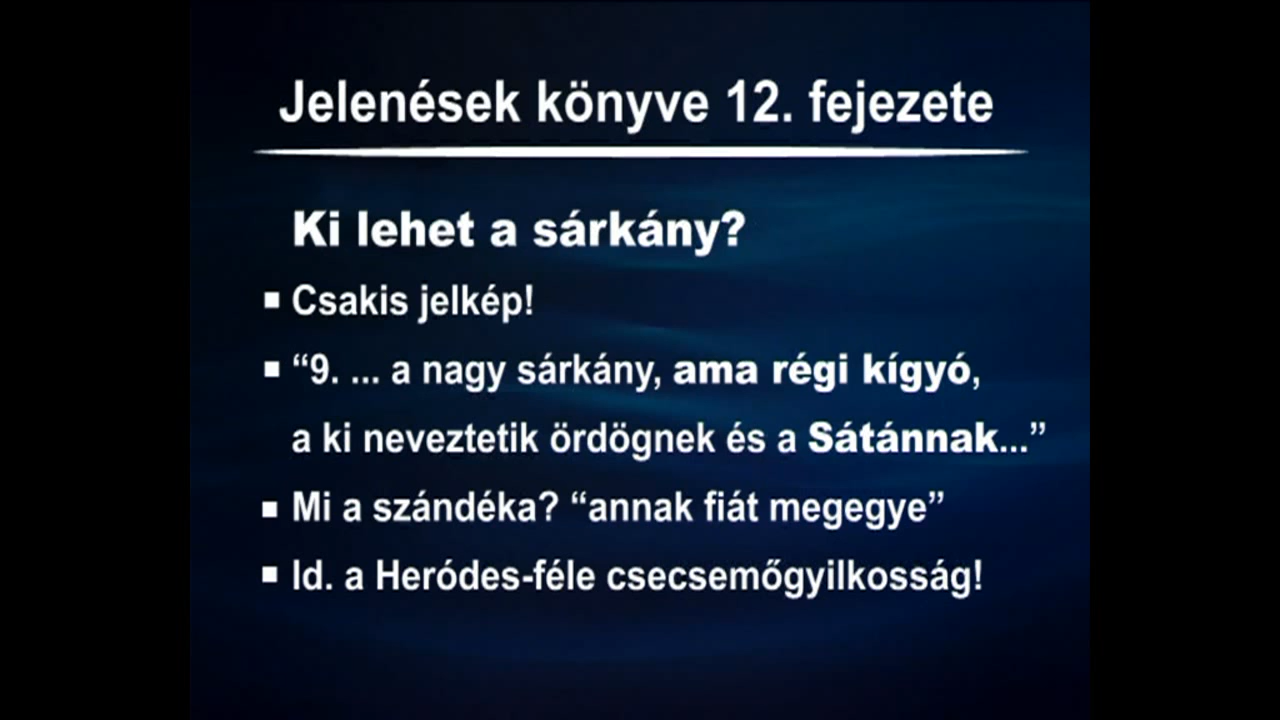 Jelenések könyve 12. fejezete
Ki lehet a sárkány?
▪ Csakis jelkép!
▪ “9. ... a nagy sárkány, ama régi kígyó,
a ki neveztetik ördögnek és a Sátánnak...”
▪ Mi a szándéka? “annak fiát megegye”
▪ ld. a Heródes-féle csecsemőgyilkosság!